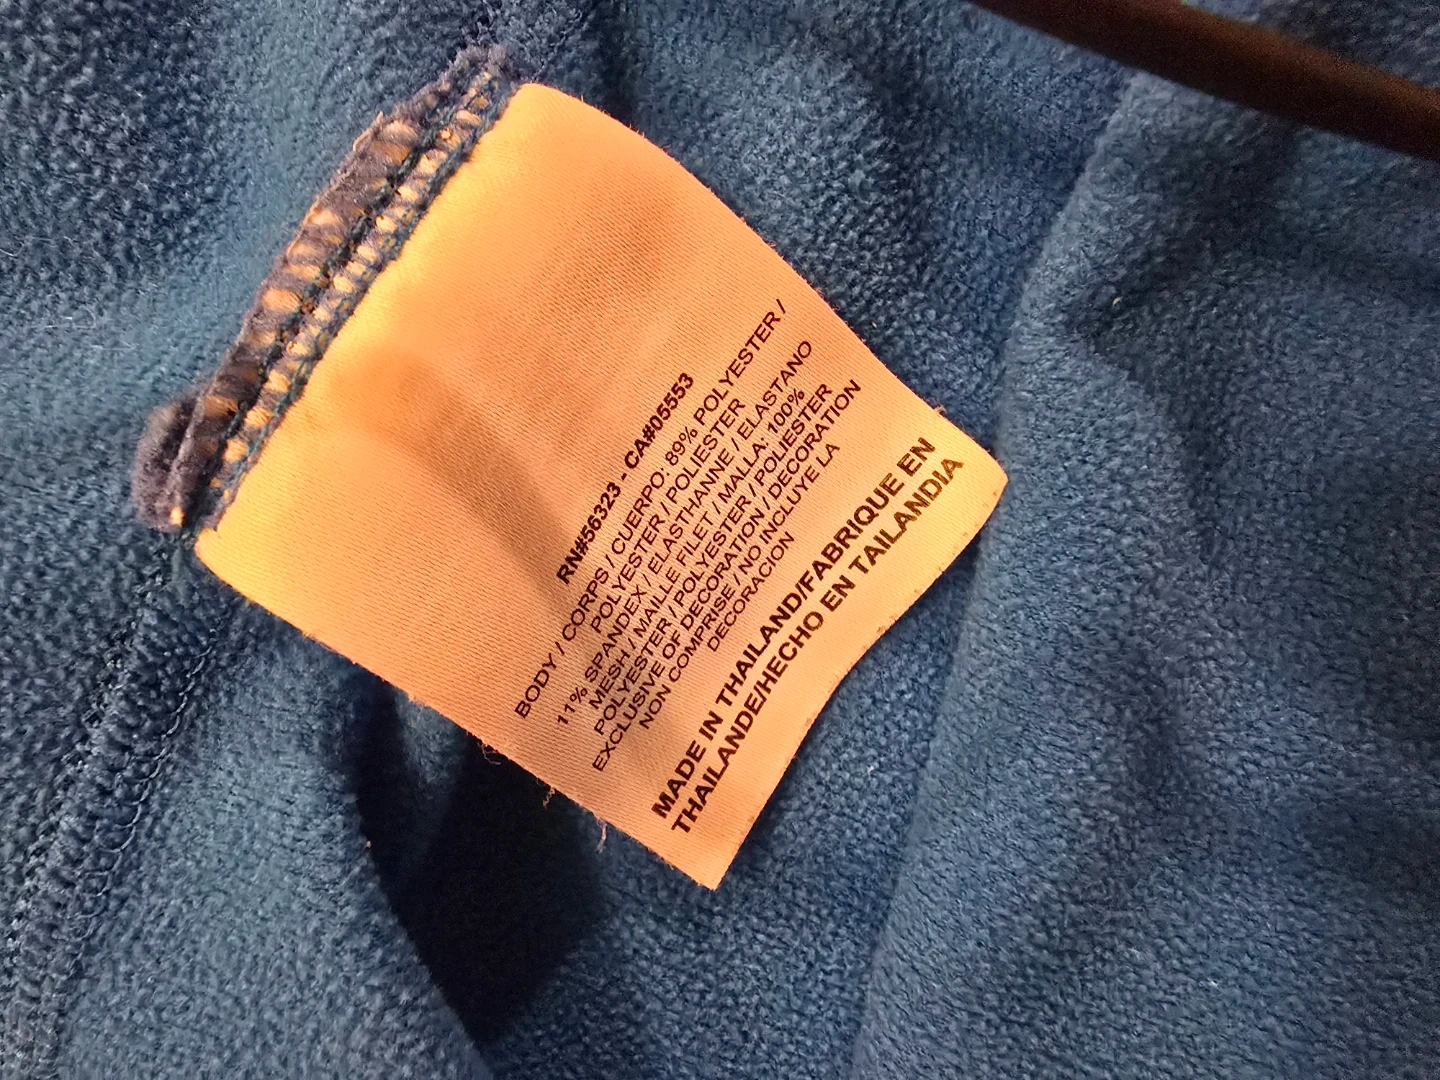 RN#56323 - CA#05553
BODY / CORPS / CUERPO: 89% POLYESTER /
POLYESTER / POLIESTER
11% SPANDEX / ELASTHANNE / ELASTANO
MESH / MAILLE FILET / MALLA: 100%
POLYESTER / POLYESTER / POLIESTER
EXCLUSIVE OF DECORATION / DECORATION
NON COMPRISE / NO INCLUYE LA
DECORACION
MADE IN THAILAND/FABRIQUE EN
THAILANDE/HECHO EN TAILANDIA